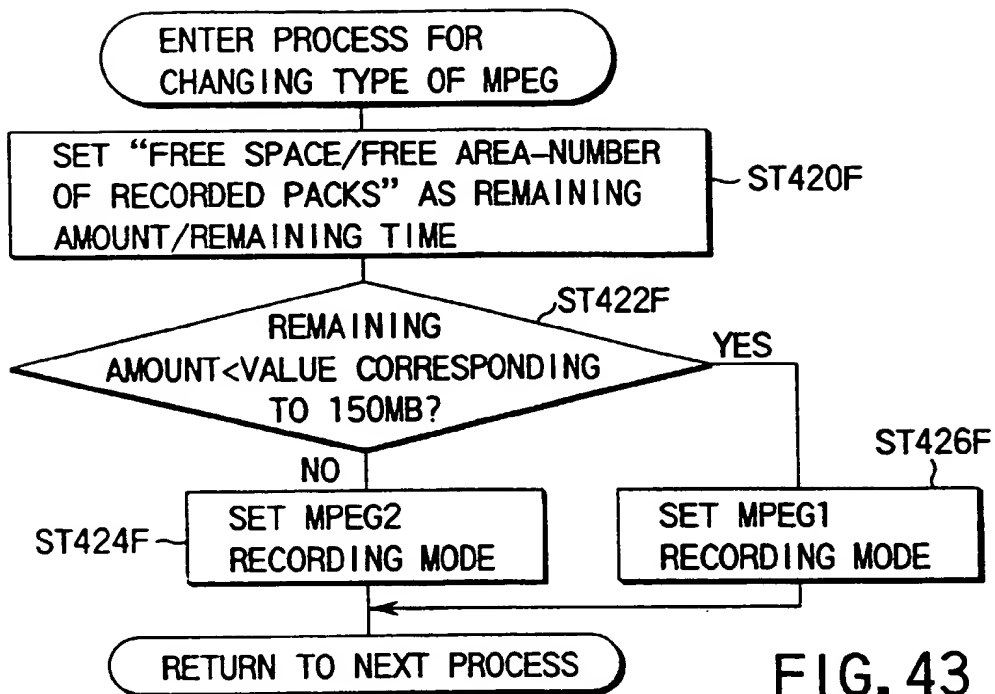 ENTER PROCESS FOR
CHANGING TYPE OF MPEG
SET “FREE SPACE/FREE AREA-NUMBER
OF RECORDED PACKS” AS REMAINING
AMOUNT/REMAINING TIME
ST420F
ST422F
REMAINING
AMOUNT<VALUE CORRESPONDING
TO 150MB?
YES
NO
ST426F
ST424F
SET MPEG2
RECORDING MODE
SET MPEG1
RECORDING MODE
RETURN TO NEXT PROCESS
FIG. 43